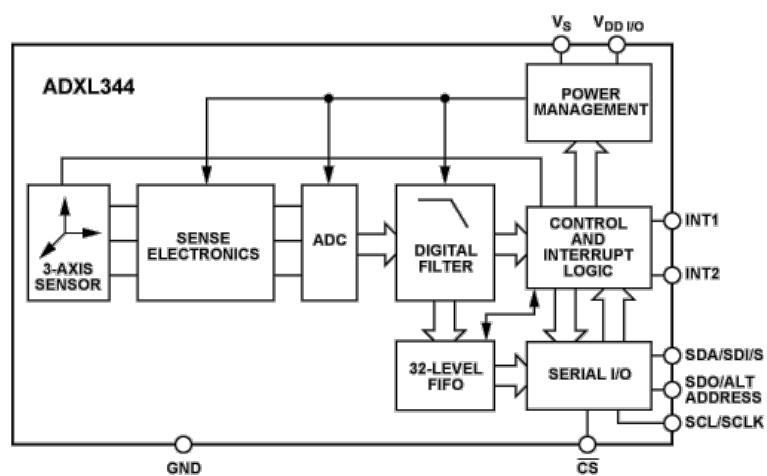 V_S
V_DD I/O
ADXL344
POWER
MANAGEMENT
3-AXIS
SENSOR
SENSE
ELECTRONICS
ADC
DIGITAL
FILTER
CONTROL
AND
INTERRUPT
LOGIC
INT1
INT2
32-LEVEL
FIFO
SERIAL I/O
SDA/SDI/S
SDO/ALT
ADDRESS
SCL/SCLK
GND
CS